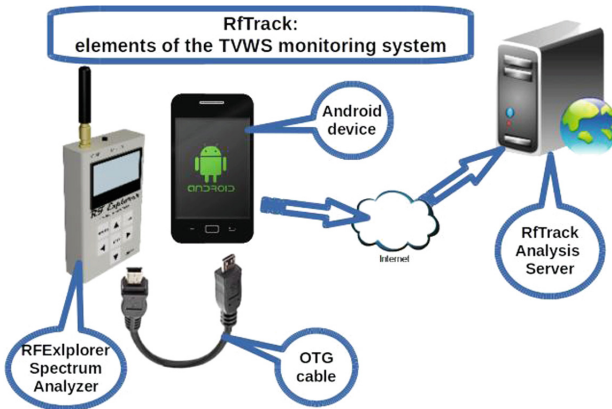 RfTrack:
elements of the TVWS monitoring system
Android
device
RF Explorer
ANDROID
Internet
RfTrack
Analysis
Server
RFExlplorer
Spectrum
Analyzer
OTG
cable